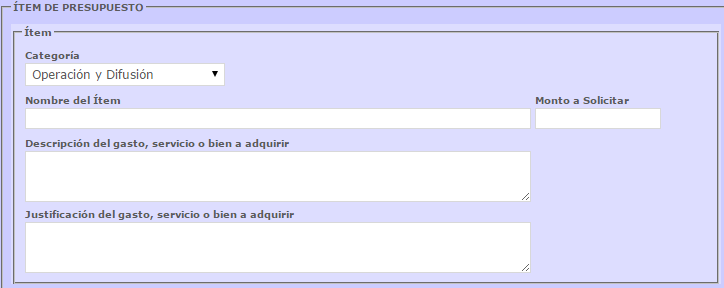 ÍTEM DE PRESUPUESTO
Ítem
Categoría
Operación y Difusión
Nombre del Ítem Monto a Solicitar
Descripción del gasto, servicio o bien a adquirir
Justificación del gasto, servicio o bien a adquirir